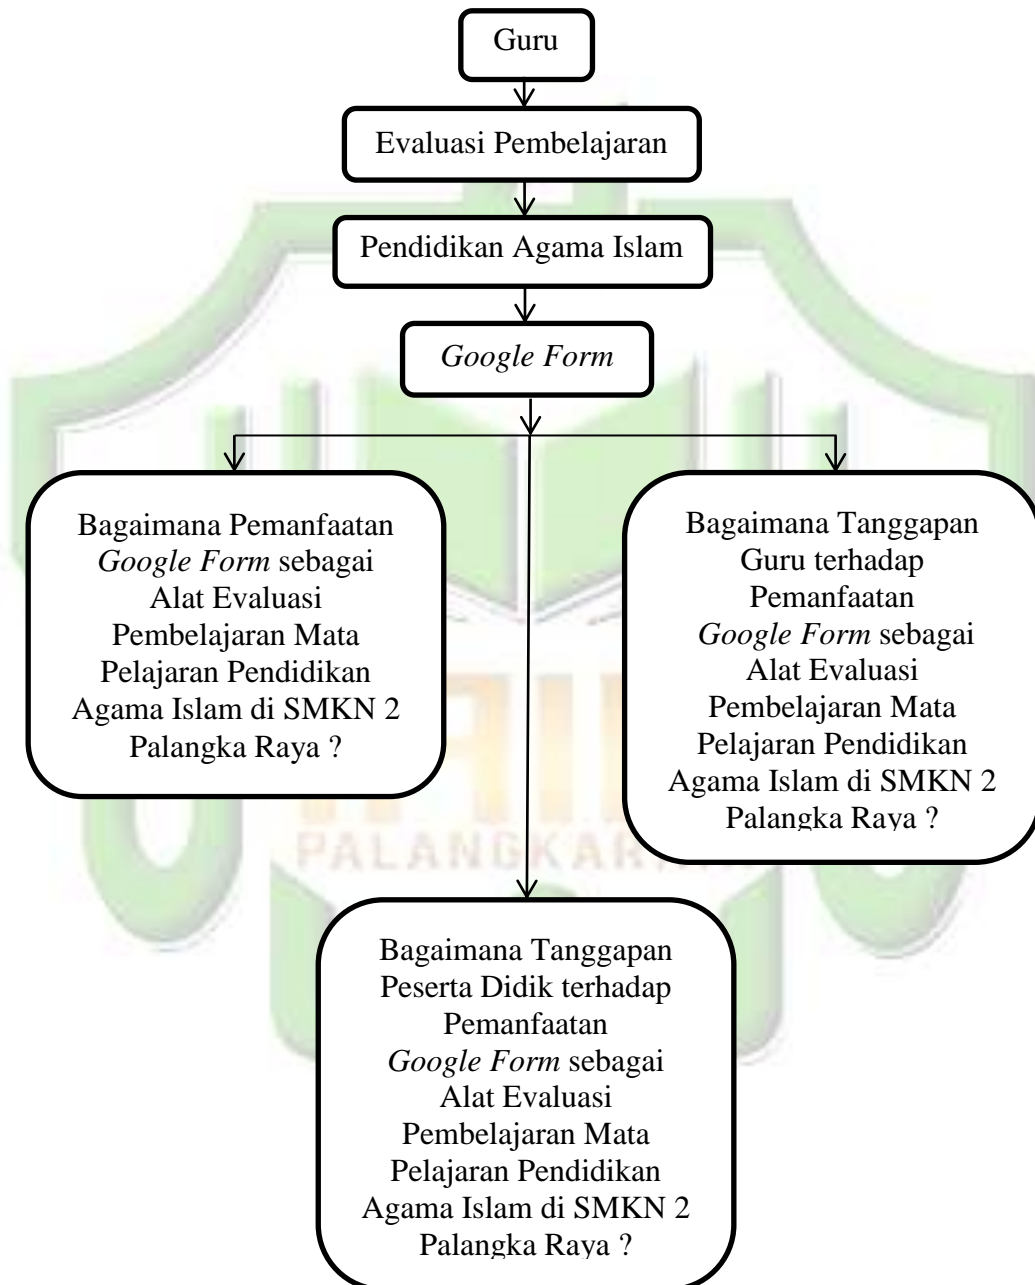 Guru
Evaluasi Pembelajaran
Pendidikan Agama Islam
Google Form
Bagaimana Pemanfaatan
Google Form sebagai
Alat Evaluasi
Pembelajaran Mata
Pelajaran Pendidikan
Agama Islam di SMKN 2
Palangka Raya ?
Bagaimana Tanggapan
Guru terhadap
Pemanfaatan
Google Form sebagai
Alat Evaluasi
Pembelajaran Mata
Pelajaran Pendidikan
Agama Islam di SMKN 2
Palangka Raya ?
Bagaimana Tanggapan
Peserta Didik terhadap
Pemanfaatan
Google Form sebagai
Alat Evaluasi
Pembelajaran Mata
Pelajaran Pendidikan
Agama Islam di SMKN 2
Palangka Raya ?